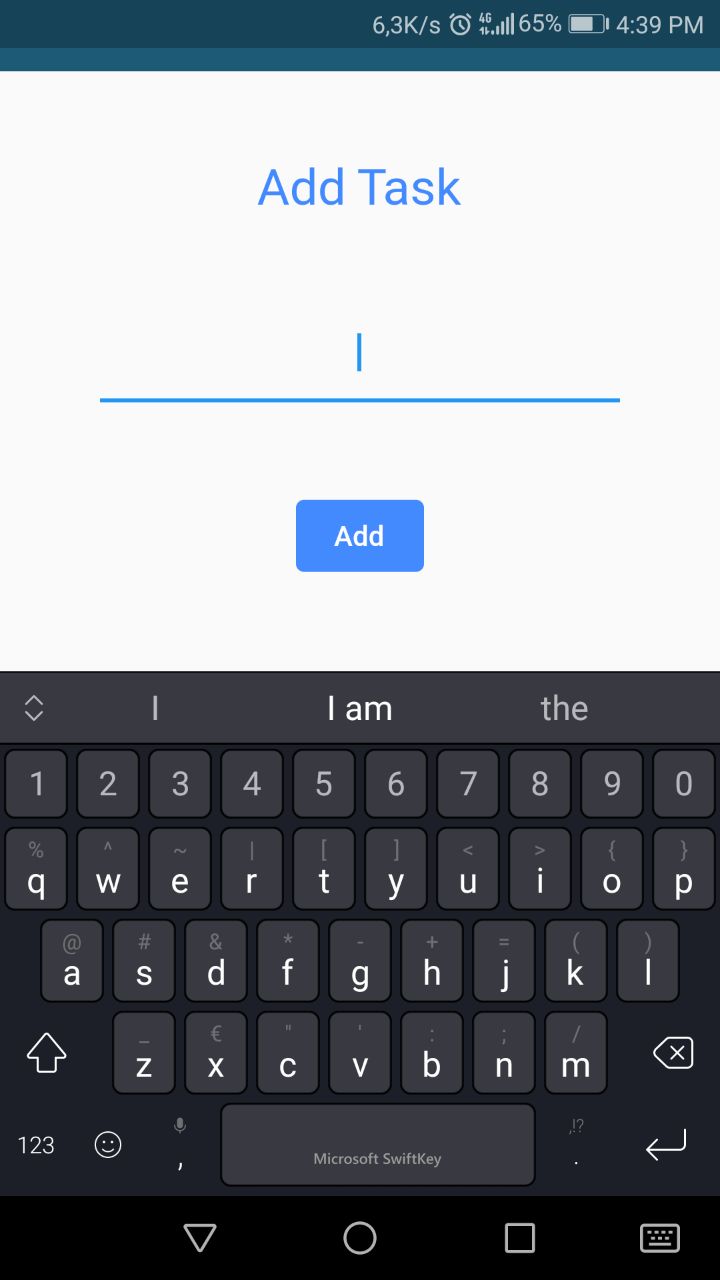 6,3K/s 4G 65% 4:39 PM
Add Task
Add
I I am the
1 2 3 4 5 6 7 8 9 0
% ^ ~ | [ ] < > { }
q w e r t y u i o p
@ # & * - + = ( )
a s d f g h j k l
_ € " ' : ; /
z x c v b n m
,!?
123 , Microsoft SwiftKey .